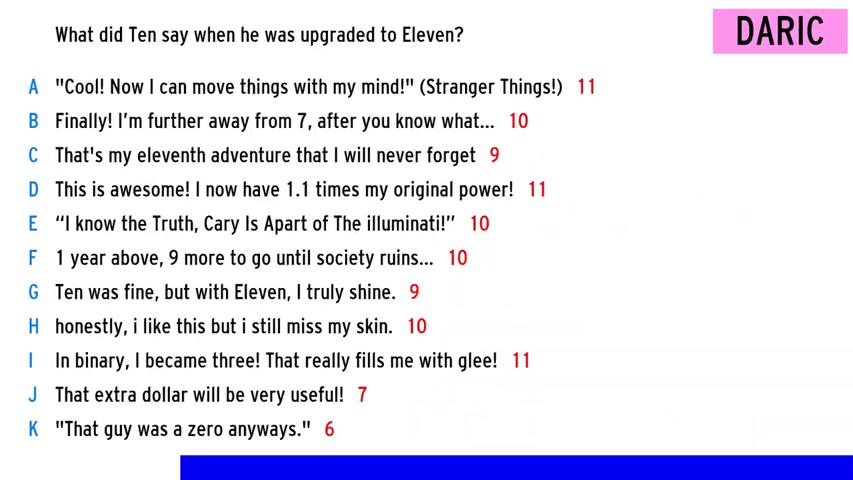 What did Ten say when he was upgraded to Eleven?
DARIC
A "Cool! Now I can move things with my mind!" (Stranger Things!) 11
B Finally! I'm further away from 7, after you know what... 10
C That's my eleventh adventure that I will never forget 9
D This is awesome! I now have 1.1 times my original power! 11
E “I know the Truth, Cary Is Apart of The illuminati!” 10
F 1 year above, 9 more to go until society ruins... 10
G Ten was fine, but with Eleven, I truly shine. 9
H honestly, i like this but i still miss my skin. 10
I In binary, I became three! That really fills me with glee! 11
J That extra dollar will be very useful! 7
K "That guy was a zero anyways." 6